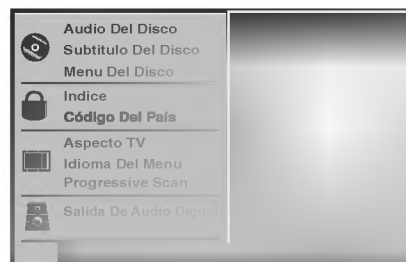 Audio Del Disco
Subtitulo Del Disco
Menu Del Disco
Indice
Código Del País
Aspecto TV
Idioma Del Menu
Progressive Scan
Salida De Audio Digital